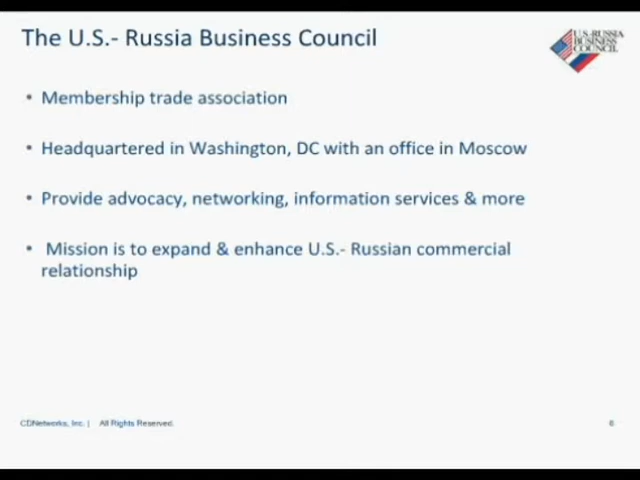 The U.S.- Russia Business Council
U.S.-RUSSIA
BUSINESS
COUNCIL
• Membership trade association
• Headquartered in Washington, DC with an office in Moscow
• Provide advocacy, networking, information services & more
• Mission is to expand & enhance U.S.- Russian commercial
relationship
CDNetworks, Inc. | All Rights Reserved.
6